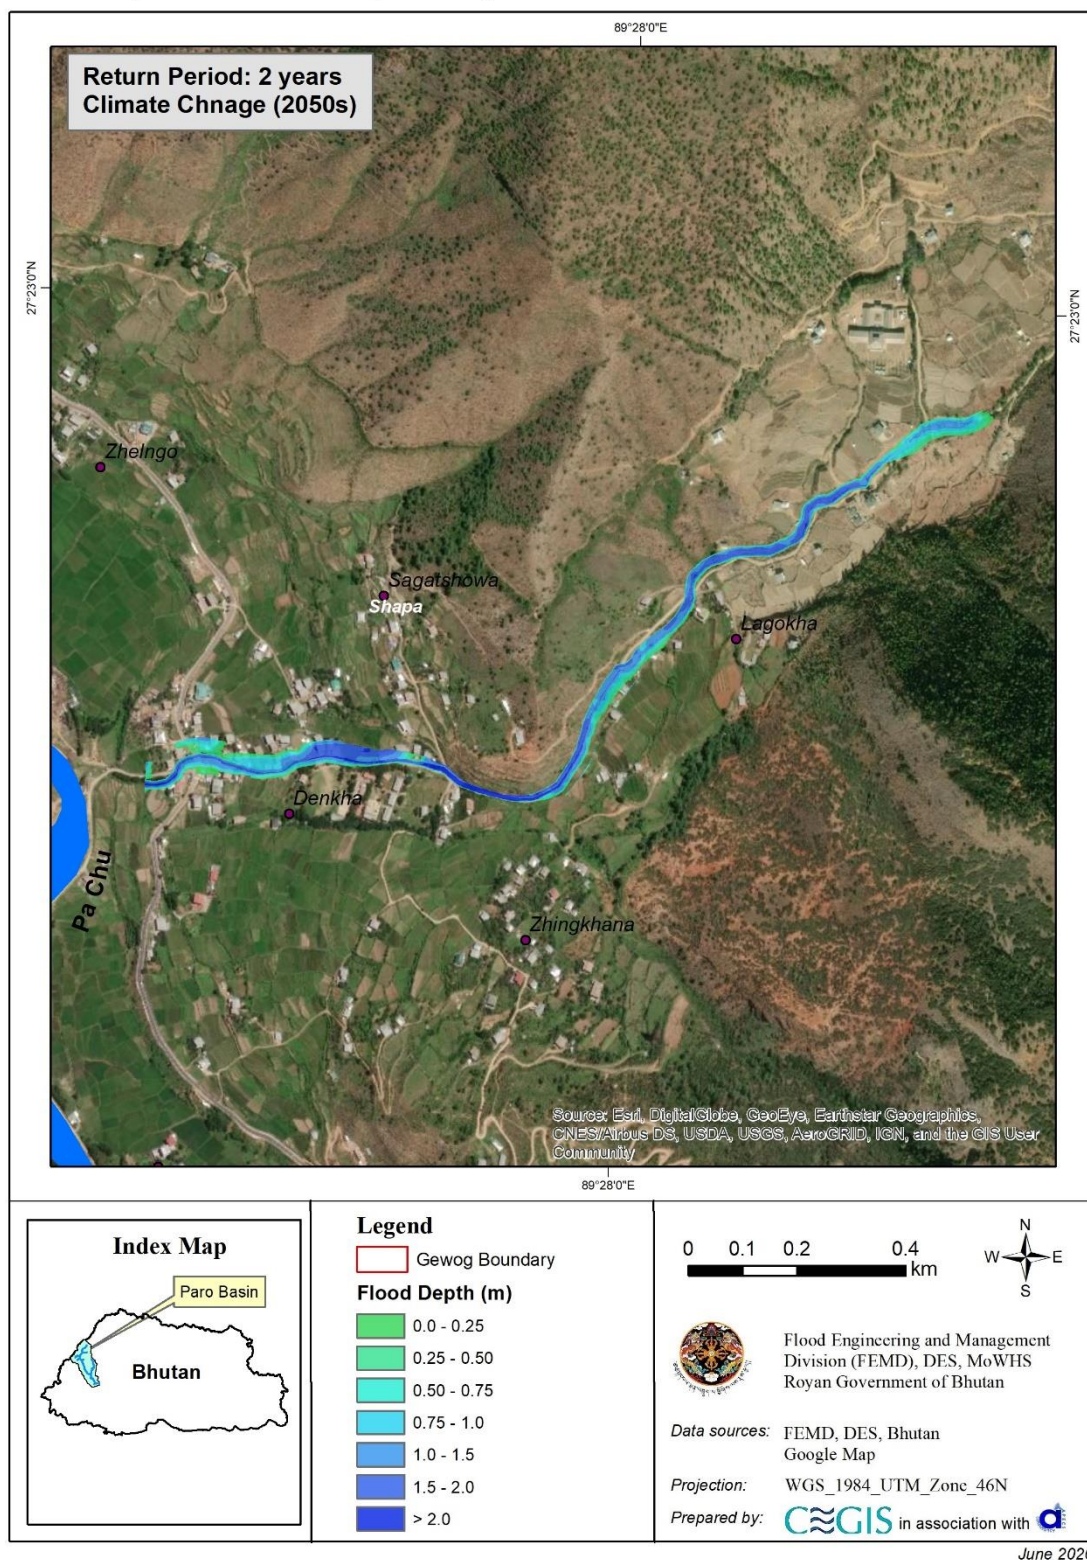 89°28'0"E
Return Period: 2 years
Climate Chnage (2050s)
27°23'0"N
27°23'0"N
Zhelngo
Sagatshowa
Shapa
Lagokha
Denkha
Pa Chu
Zhingkhana
Source: Esri, DigitalGlobe, GeoEye, Earthstar Geographics,
CNES/Airbus DS, USDA, USGS, AeroGRID, IGN, and the GIS User
Community
89°28'0"E
Index Map
Paro Basin
Bhutan
Legend
Gewog Boundary
Flood Depth (m)
0.0 - 0.25
0.25 - 0.50
0.50 - 0.75
0.75 - 1.0
1.0 - 1.5
1.5 - 2.0
> 2.0
0 0.1 0.2 0.4
km
N
W E
S
Flood Engineering and Management
Division (FEMD), DES, MoWHS
Royan Government of Bhutan
Data sources: FEMD, DES, Bhutan
Google Map
Projection: WGS_1984_UTM_Zone_46N
Prepared by: CEGIS in association with
June 2020